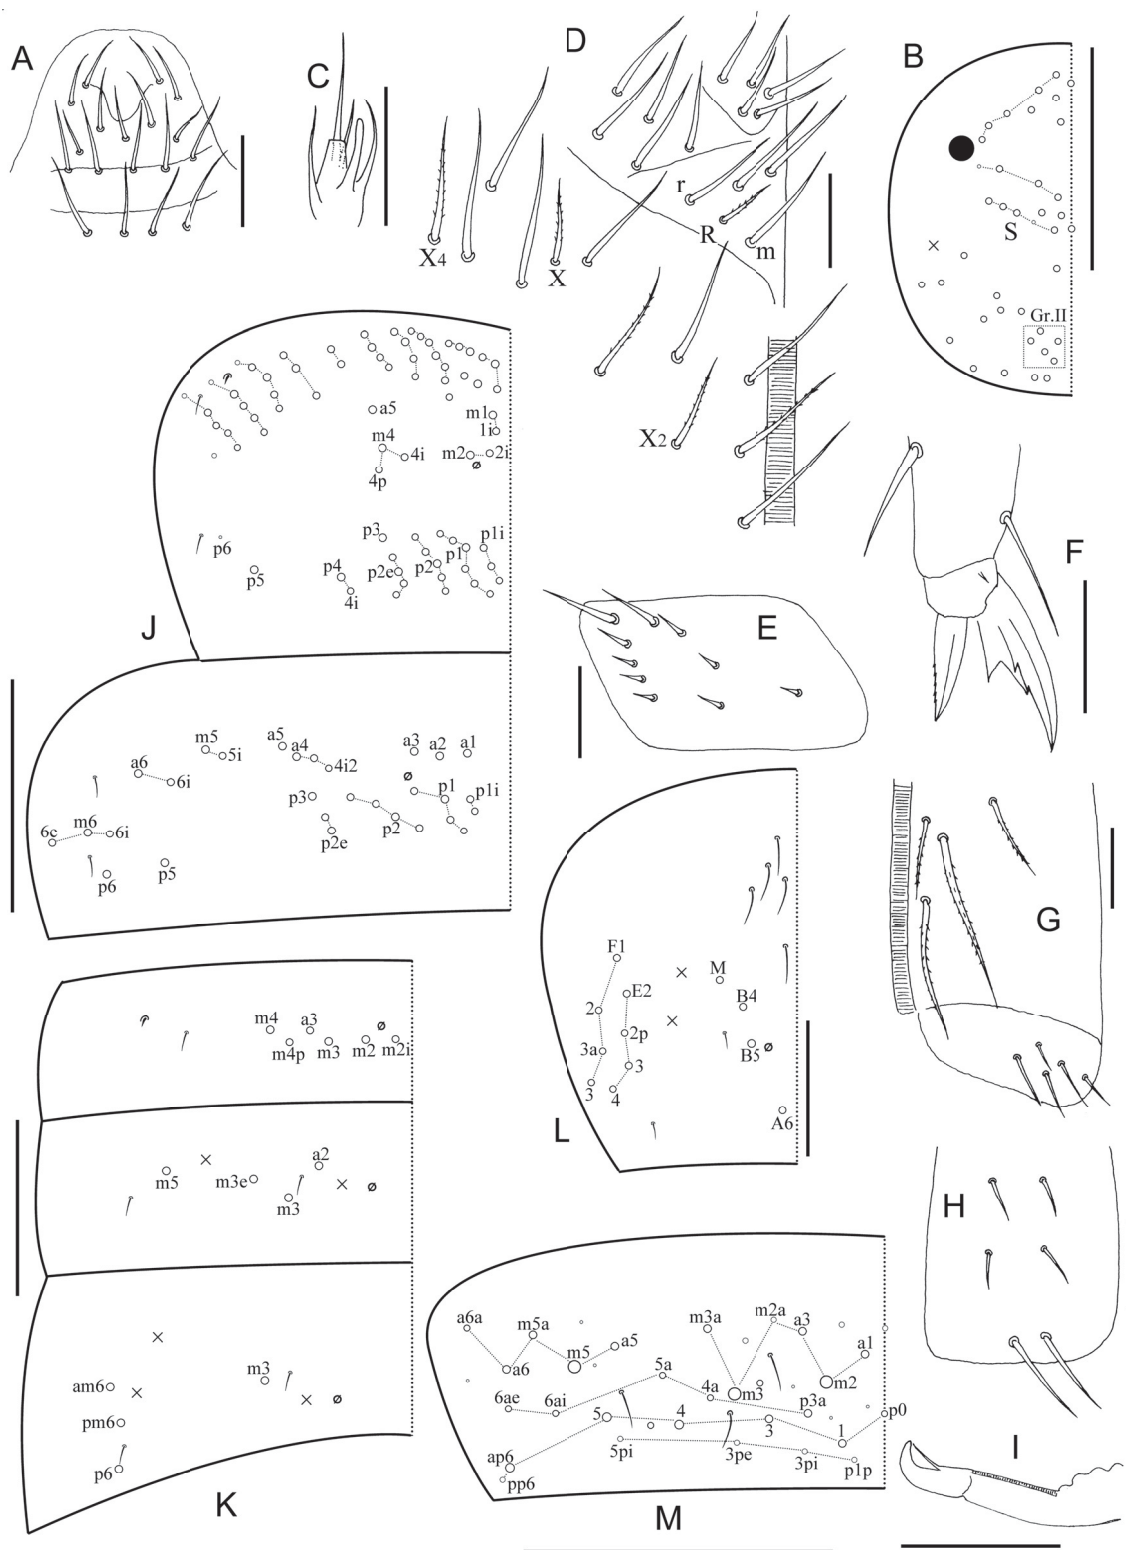 A
C
D
B
r
R
m
X4
X
X2
S
Gr.II
J
a5
m1
1i
m4
4i
m2
2i
ø
4p
p3
p1i
p6
p1
p4
p2e
p2
p5
4i
F
E
m5
a5
a4
a3
a2
a1
a6
5i
4i2
6i
ø
p3
p1
p1i
m6
6c
6i
p2
p2e
p6
p5
G
F1
M
E2
B4
2
2p
3a
B5
ø
3
3
4
A6
L
m4
a3
ø
m4p
m3
m2
m2i
a2
m5
m3e
ø
m3
m3
am6
ø
pm6
p6
K
H
a6a
m5a
m3a
m2a
a3
a5
a1
m5
a6
5a
m3
m2
4a
6ae
6ai
p3a
p0
5
4
3
1
5pi
3pe
3pi
p1p
ap6
pp6
M
I